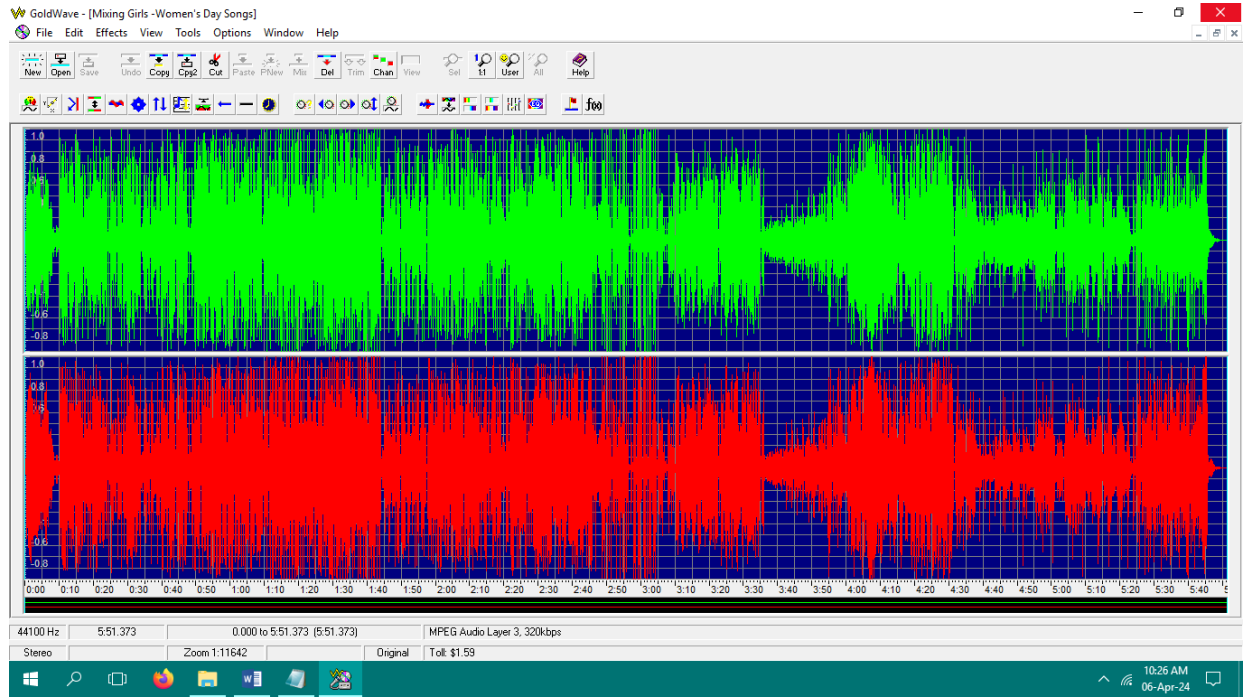 GoldWave - [Mixing Girls -Women's Day Songs]
File Edit Effects View Tools Options Window Help
New Open Save Undo Copy Cpy2 Cut Paste PNew Mix Del Trim Chan View Sel 1:1 User All Help
f(x)
1.0
0.8
0.6
-0.6
-0.8
1.0
0.8
-0.6
-0.8
0:00 0:10 0:20 0:30 0:40 0:50 1:00 1:10 1:20 1:30 1:40 1:50 2:00 2:10 2:20 2:30 2:40 2:50 3:00 3:10 3:20 3:30 3:40 3:50 4:00 4:10 4:20 4:30 4:40 4:50 5:00 5:10 5:20 5:30 5:40
44100 Hz 5:51.373 0.000 to 5:51.373 (5:51.373) MPEG Audio Layer 3, 320kbps
Stereo Zoom 1:11642 Original Toll: $1.59
10:26 AM
06-Apr-24